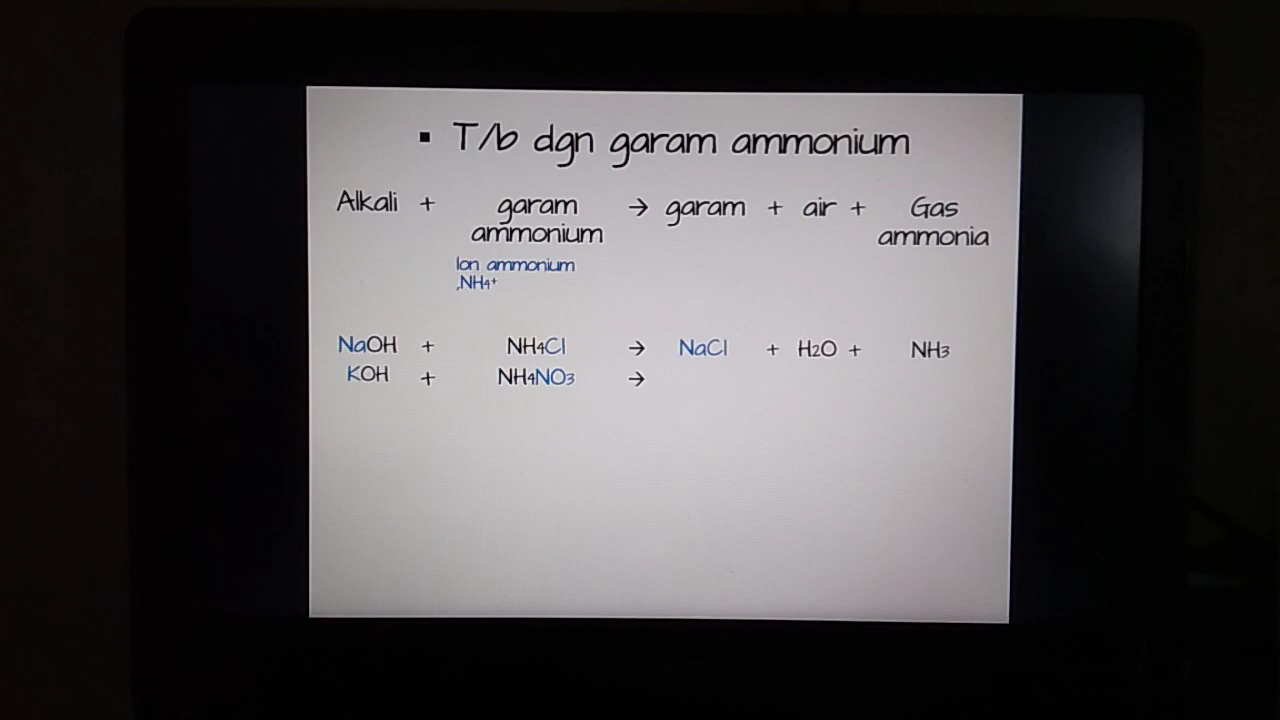 ▪ T/b dgn garam ammonium
Alkali + garam ammonium → garam + air + Gas ammonia
Ion ammonium
,NH4⁺
NaOH + NH4Cl → NaCl + H2O + NH3
KOH + NH4NO3 →